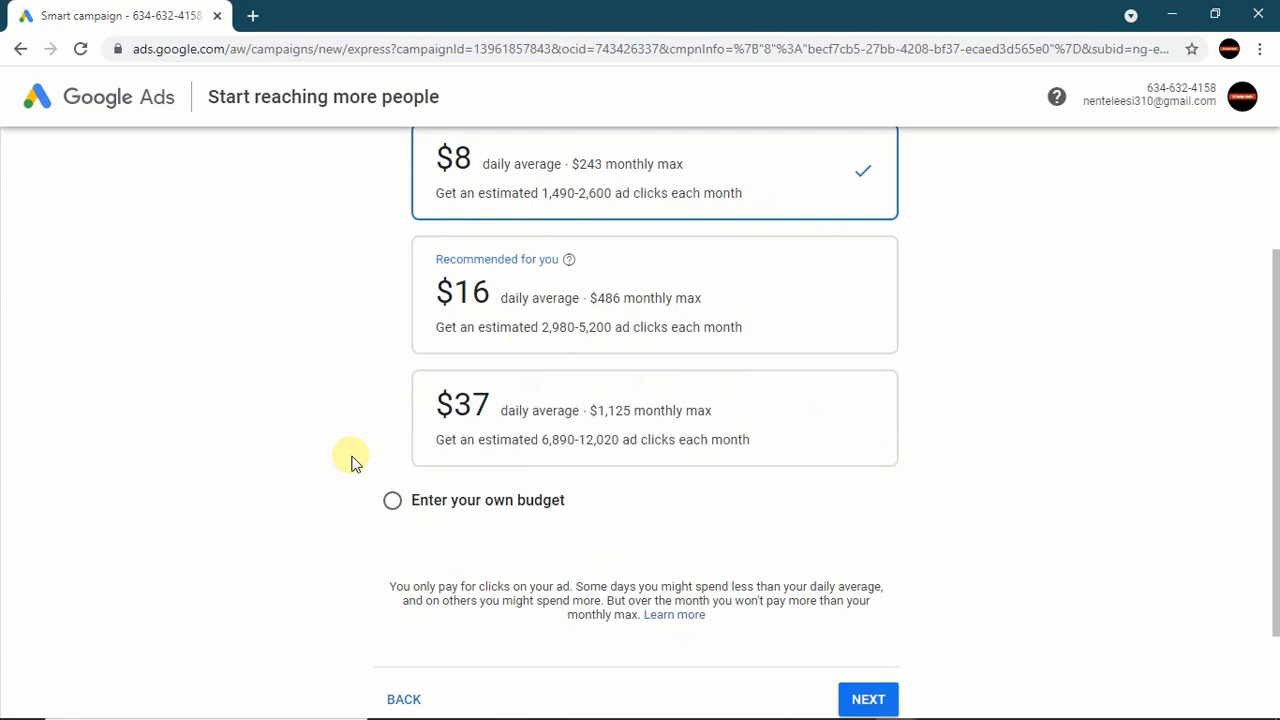 Smart campaign - 634-632-4158
ads.google.com/aw/campaigns/new/express?campaignId=13961857843&ocid=743426337&cmpnInfo=%7B"8"%3A"becf7cb5-27bb-4208-bf37-ecaed3d565e0"%7D&subid=ng-e...
Google Ads
Start reaching more people
634-632-4158
nenteleesi310@gmail.com
$8 daily average · $243 monthly max
Get an estimated 1,490-2,600 ad clicks each month
Recommended for you
$16 daily average · $486 monthly max
Get an estimated 2,980-5,200 ad clicks each month
$37 daily average · $1,125 monthly max
Get an estimated 6,890-12,020 ad clicks each month
Enter your own budget
You only pay for clicks on your ad. Some days you might spend less than your daily average,
and on others you might spend more. But over the month you won't pay more than your
monthly max. Learn more
BACK
NEXT